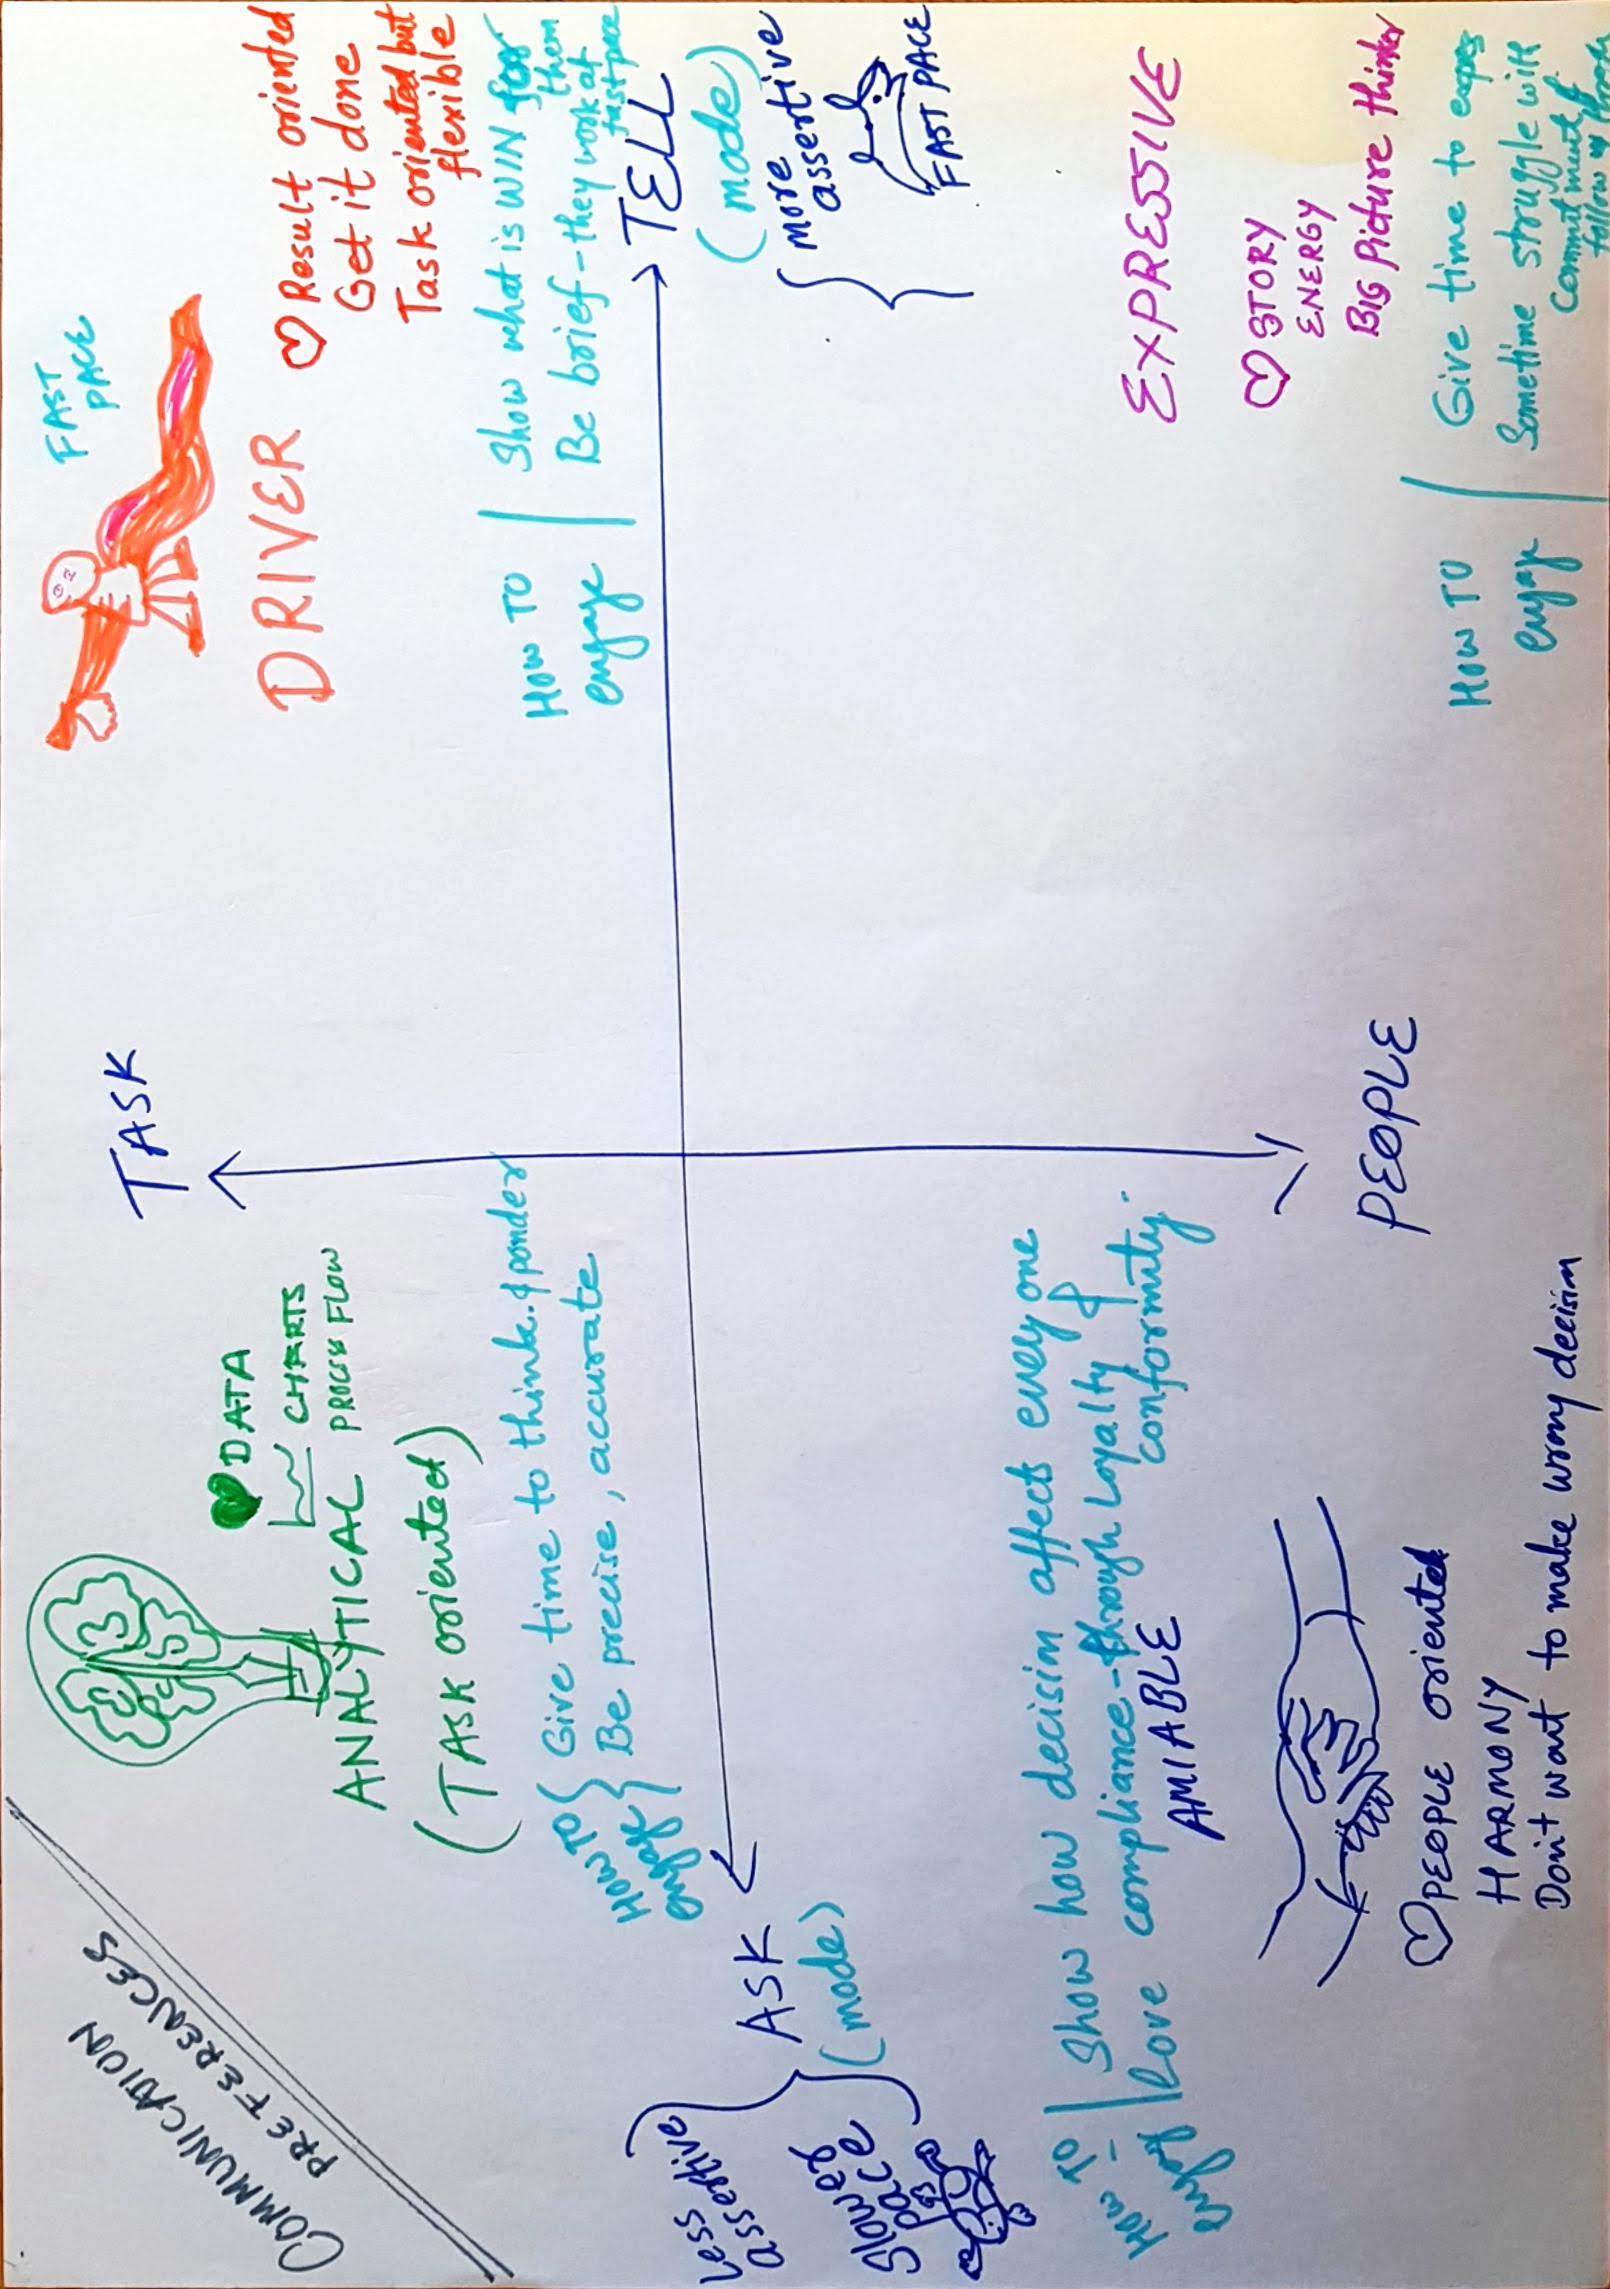 COMMUNICATION
PREFERENCES
TASK
DATA
CHARTS
PROCESS FLOW
ANALYTICAL
(TASK oriented)
How TO
engage
Give time to think. & ponder
Be precise, accurate
FAST
PACE
DRIVER
Result oriented
Get it done
Task oriented but
flexible
How TO
engage
Show what is WIN for
them
Be brief - they work at
fast pace
Less
assertive
Slower
pace
ASK
(mode)
TELL
(mode)
more
assertive
FAST PACE
How TO
engage
Show how decision affects every one
Love compliance - through Loyalty &
conformity
AMIABLE
PEOPLE oriented
HARMONY
Don't want to make wrong decision
PEOPLE
EXPRESSIVE
STORY
ENERGY
BIG Picture thinker
How TO
engage
Give time to express
Sometime struggle with
Commitment &
follow through